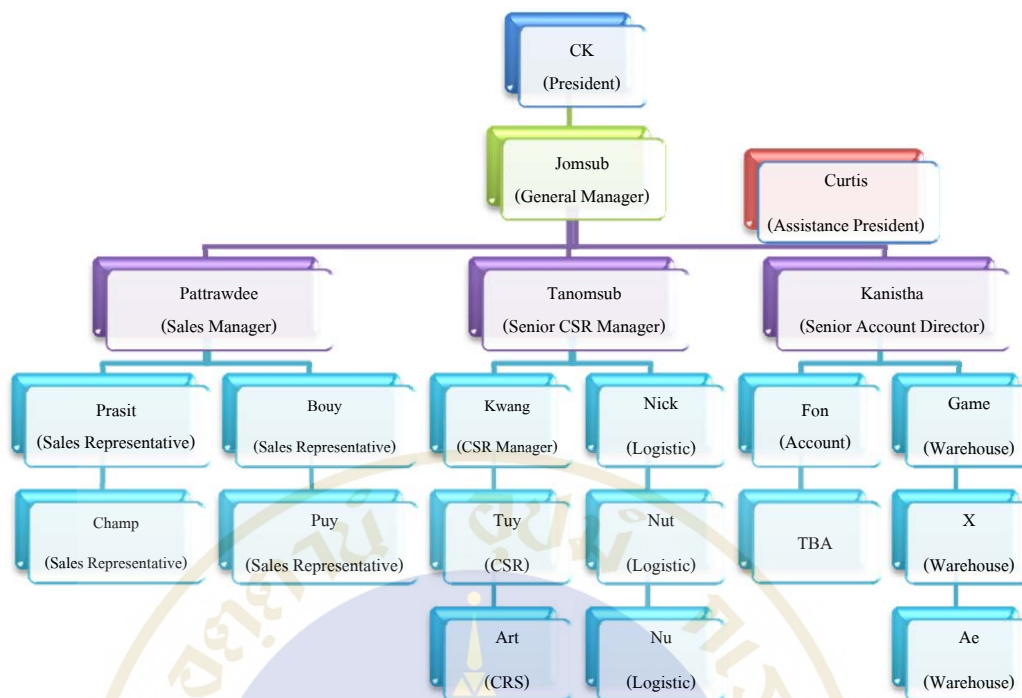 CK
(President)
Jomsub
(General Manager)
Curtis
(Assistance President)
Pattrawdee
(Sales Manager)
Tanomsub
(Senior CSR Manager)
Kanistha
(Senior Account Director)
Prasit
(Sales Representative)
Bouy
(Sales Representative)
Kwang
(CSR Manager)
Nick
(Logistic)
Fon
(Account)
Game
(Warehouse)
Champ
(Sales Representative)
Puy
(Sales Representative)
Tuy
(CSR)
Nut
(Logistic)
TBA
X
(Warehouse)
Art
(CRS)
Nu
(Logistic)
Ae
(Warehouse)